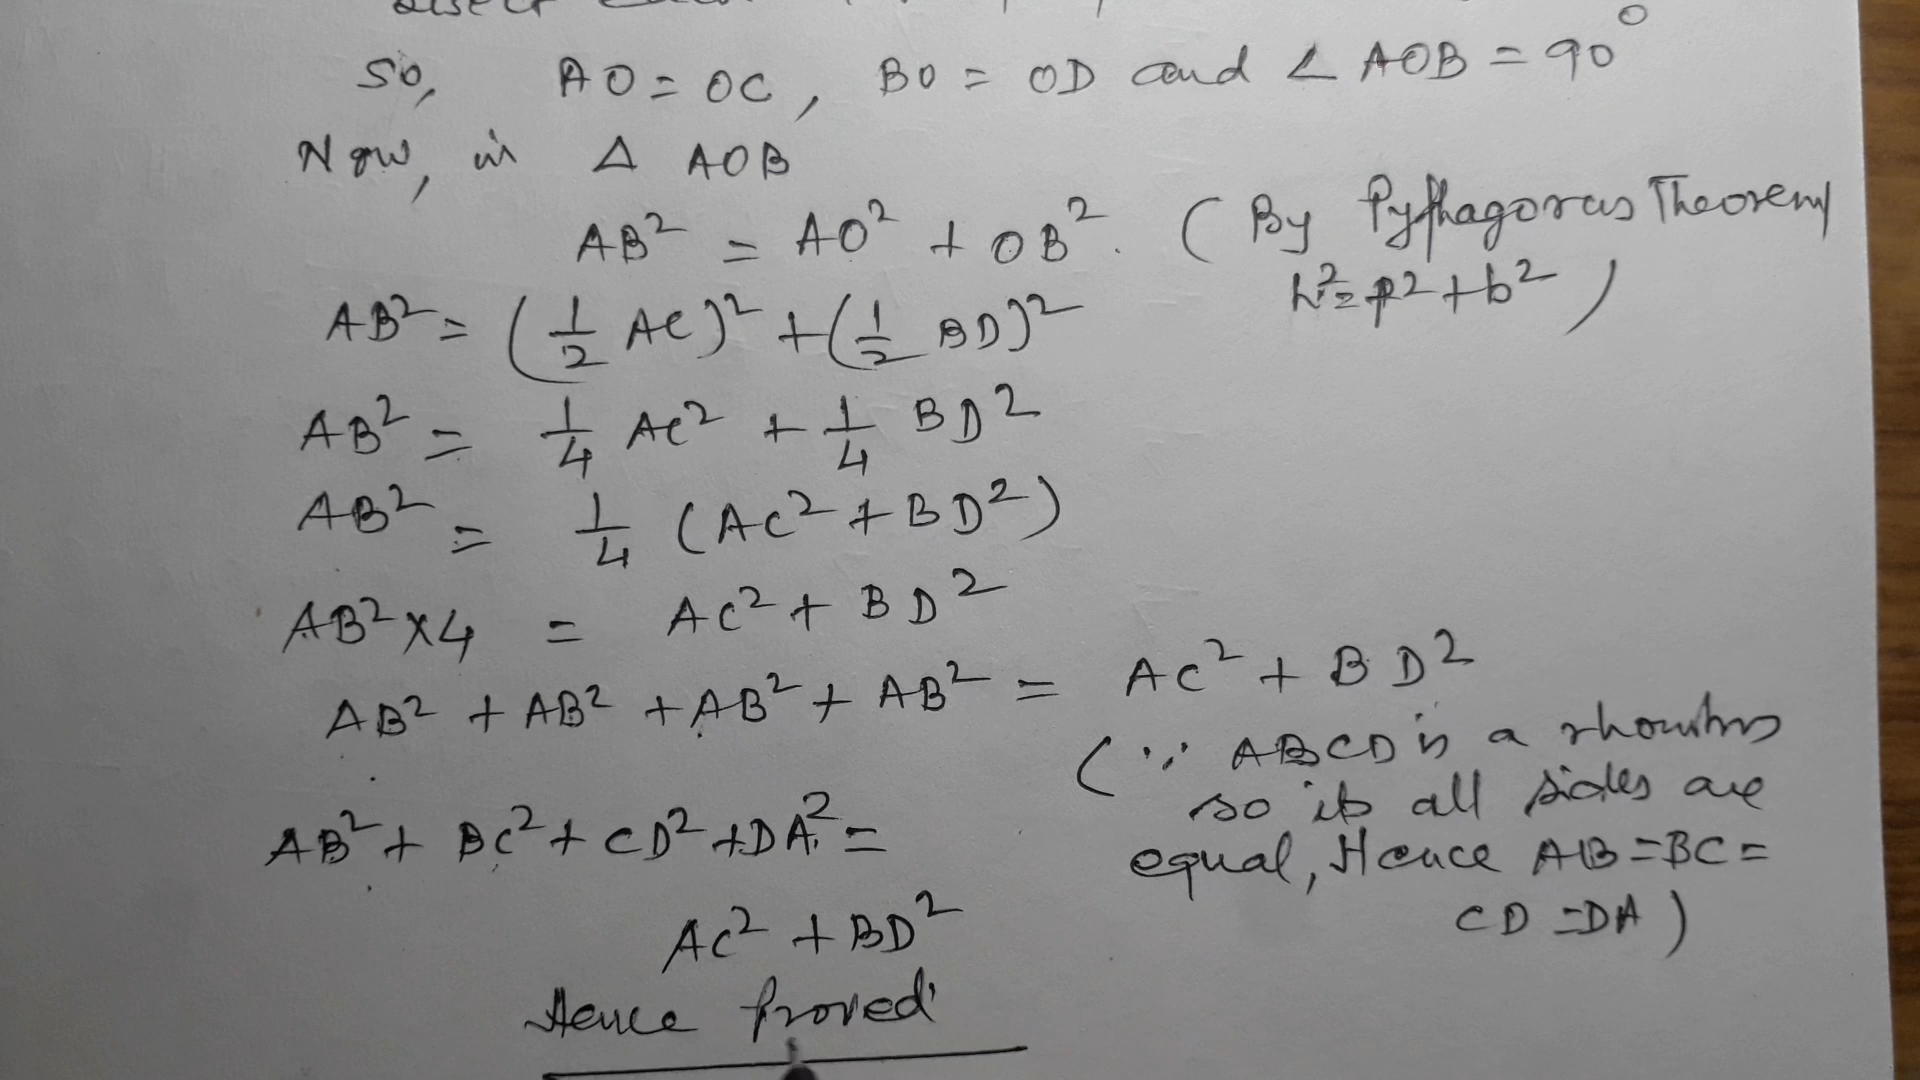 So, AO = OC, BO = OD and ∠AOB = 90°
Now, in Δ AOB
AB² = AO² + OB². (By Pythagoras Theorem
h² = p² + b²)
AB² = (1/2 AC)² + (1/2 BD)²
AB² = 1/4 AC² + 1/4 BD²
AB² = 1/4 (AC² + BD²)
AB² × 4 = AC² + BD²
AB² + AB² + AB² + AB² = AC² + BD²
(∵ ABCD is a rhombus
so its all sides are
equal, Hence AB = BC =
CD = DA)
AB² + BC² + CD² + DA² =
AC² + BD²
Hence proved